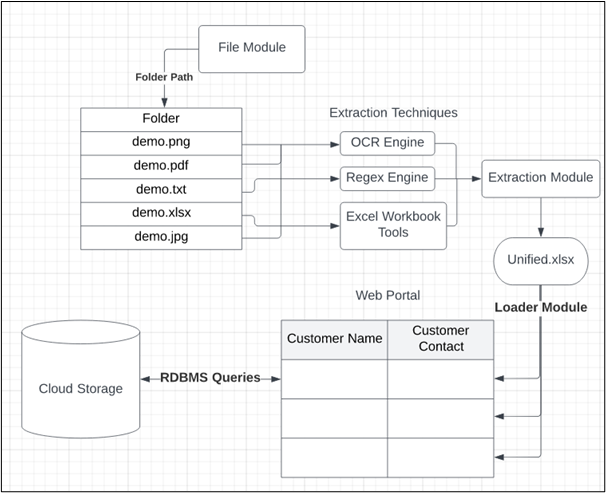 File Module
Folder Path
Folder
demo.png
demo.pdf
demo.txt
demo.xlsx
demo.jpg
Extraction Techniques
OCR Engine
Regex Engine
Excel Workbook
Tools
Extraction Module
Unified.xlsx
Loader Module
Web Portal
Customer Name
Customer
Contact
RDBMS Queries
Cloud Storage